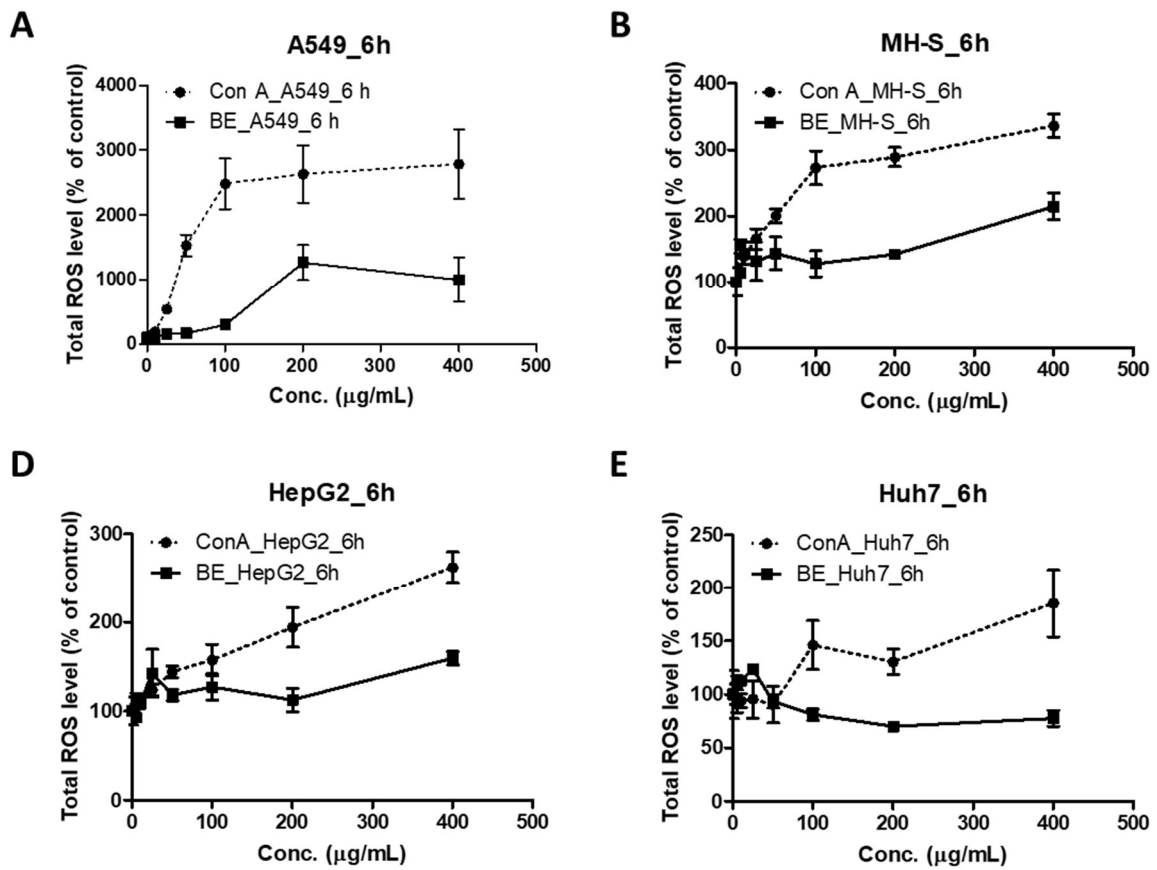 A
A549_6h
Total ROS level (% of control)
4000
3000
2000
1000
0
Con A_A549_6 h
BE_A549_6 h
0 100 200 300 400 500
Conc. (µg/mL)
B
MH-S_6h
Total ROS level (% of control)
400
300
200
100
0
Con A_MH-S_6h
BE_MH-S_6h
0 100 200 300 400 500
Conc. (µg/mL)
D
HepG2_6h
Total ROS level (% of control)
300
200
100
0
ConA_HepG2_6h
BE_HepG2_6h
0 100 200 300 400 500
Conc. (µg/mL)
E
Huh7_6h
Total ROS level (% of control)
250
200
150
100
50
0
ConA_Huh7_6h
BE_Huh7_6h
0 100 200 300 400 500
Conc. (µg/mL)